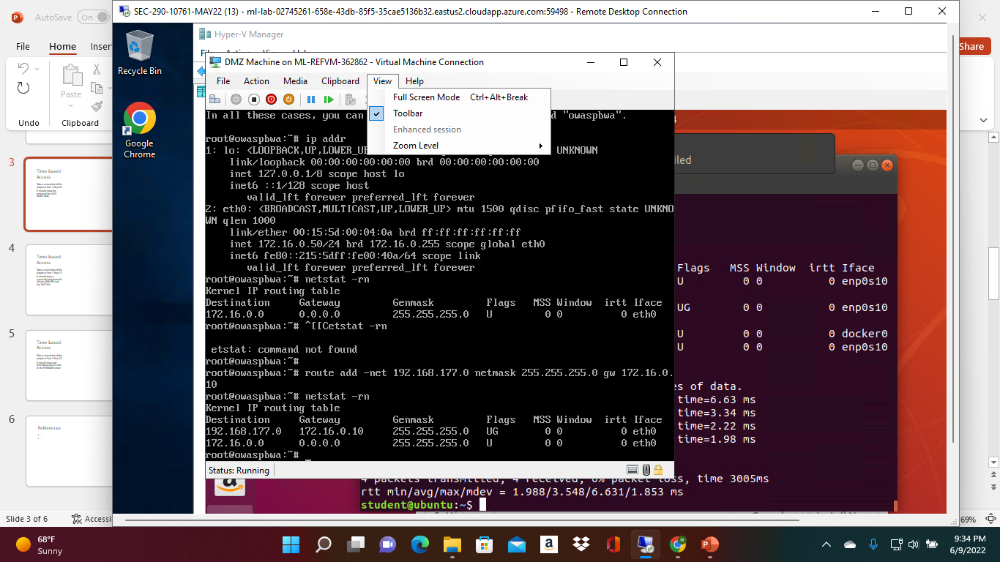 SEC-290-10761-MAY22 (13) - ml-lab-02745261-658e-43db-85f5-35cae5136b32.eastus2.cloudapp.azure.com:59498 - Remote Desktop Connection
AutoSave On
File Home Inser
Share
Undo
Paste
Clipboard
Recycle Bin
Google
Chrome
Hyper-V Manager
DMZ Machine on ML-REFVM-362862 - Virtual Machine Connection
File Action Media Clipboard View Help
Full Screen Mode Ctrl+Alt+Break
Toolbar
Enhanced session
Zoom Level
In all these cases, you can d "owaspbwa".
root@owaspbwa:~# ip addr
1: lo: <LOOPBACK,UP,LOWER_UP UNKNOWN
link/loopback 00:00:00:00:00:00 brd 00:00:00:00:00:00
inet 127.0.0.1/8 scope host lo
inet6 ::1/128 scope host
valid_lft forever preferred_lft forever
2: eth0: <BROADCAST,MULTICAST,UP,LOWER_UP> mtu 1500 qdisc pfifo_fast state UNKNO
WN qlen 1000
link/ether 00:15:5d:00:04:0a brd ff:ff:ff:ff:ff:ff
inet 172.16.0.50/24 brd 172.16.0.255 scope global eth0
inet6 fe80::215:5dff:fe00:40a/64 scope link
valid_lft forever preferred_lft forever
root@owaspbwa:~# netstat -rn
Kernel IP routing table
Destination Gateway Genmask Flags MSS Window irtt Iface
172.16.0.0 0.0.0.0 255.255.255.0 U 0 0 0 eth0
root@owaspbwa:~# ^[[Cetstat -rn
etstat: command not found
root@owaspbwa:~#
root@owaspbwa:~# route add -net 192.168.177.0 netmask 255.255.255.0 gw 172.16.0.
10
root@owaspbwa:~# netstat -rn
Kernel IP routing table
Destination Gateway Genmask Flags MSS Window irtt Iface
192.168.177.0 172.16.0.10 255.255.255.0 UG 0 0 0 eth0
172.16.0.0 0.0.0.0 255.255.255.0 U 0 0 0 eth0
root@owaspbwa:~# _
Status: Running
4
iled
Flags MSS Window irtt Iface
U 0 0 0 enp0s10
UG 0 0 0 enp0s10
U 0 0 0 docker0
U 0 0 0 enp0s10
es of data.
time=6.63 ms
time=3.34 ms
time=2.22 ms
time=1.98 ms
4 packets transmitted, 4 received, 0% packet loss, time 3005ms
rtt min/avg/max/mdev = 1.988/3.548/6.631/1.853 ms
student@ubuntu:~$
3
Time-based
Access
4
Time-based
Access
5
Time-based
Access
6
References
Slide 3 of 6 Accessi
69%
68°F
Sunny
9:34 PM
6/9/2022